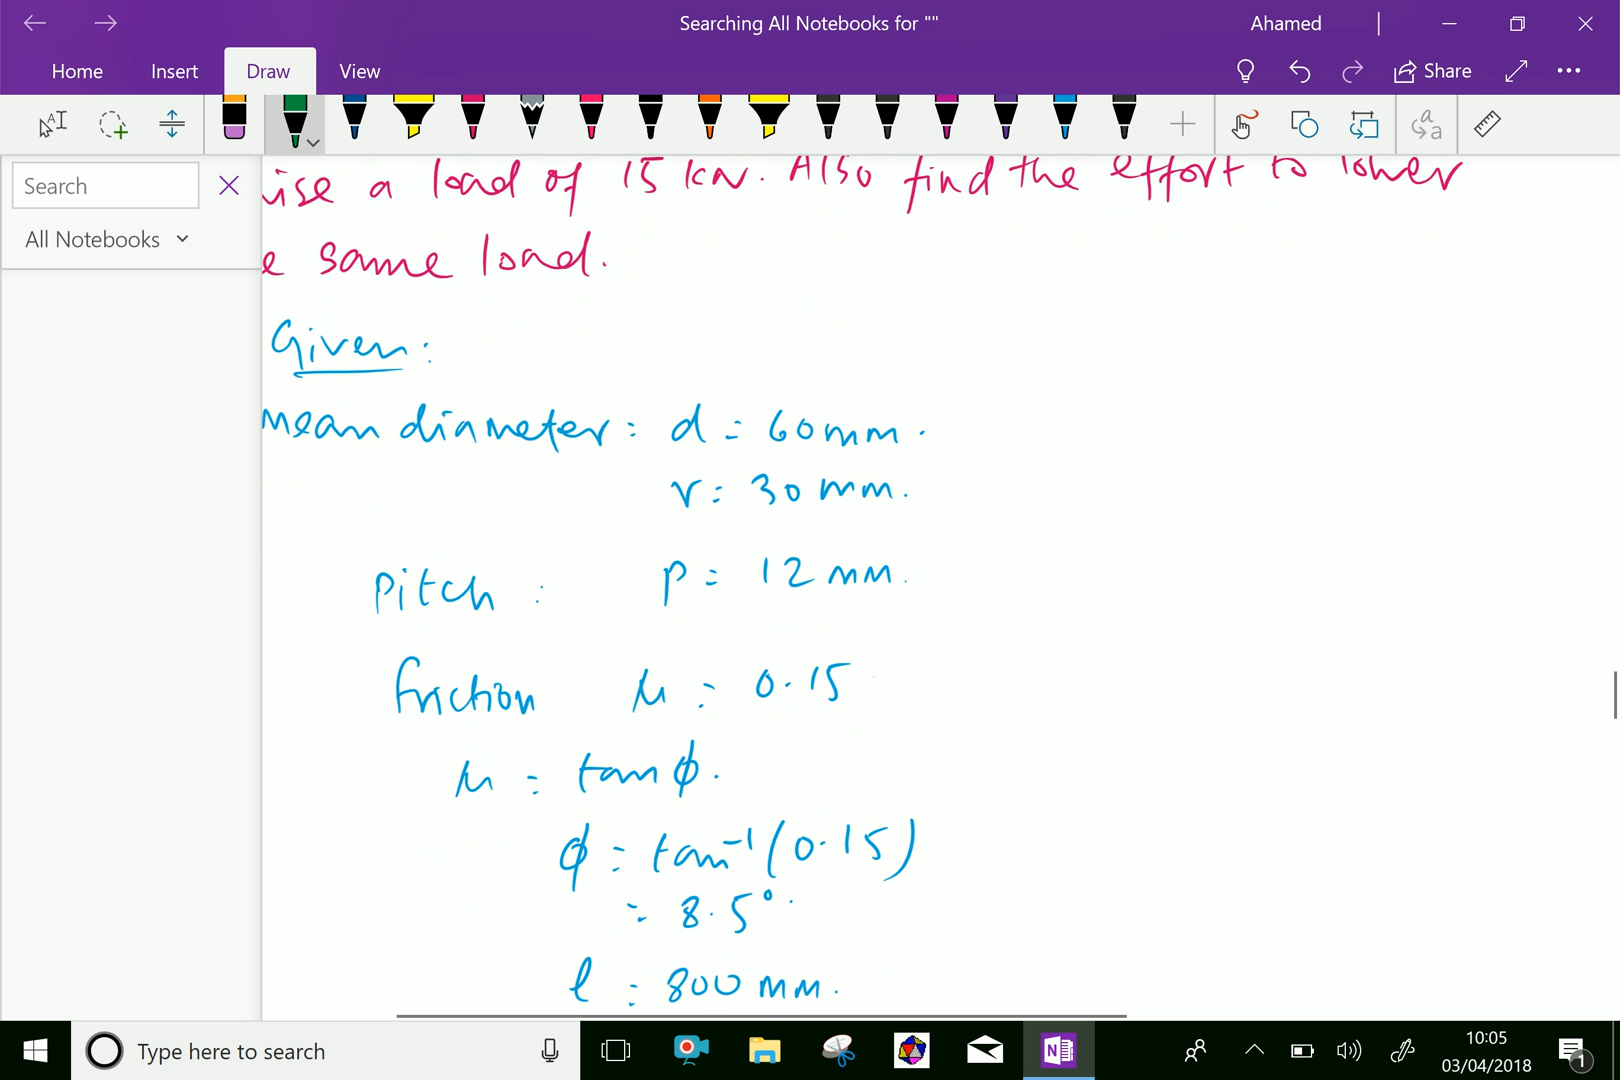 Searching All Notebooks for ""
Ahamed
Home
Insert
Draw
View
Share
Search
All Notebooks
ise a load of 15 kN. Also find the effort to lower
e same load.
Given:
mean diameter: d = 60mm.
r = 30 mm.
Pitch : p = 12 mm.
friction μ = 0.15
μ = tan ϕ.
ϕ = tan⁻¹(0.15)
= 8.5°.
l = 800 mm.
Type here to search
10:05
03/04/2018
1